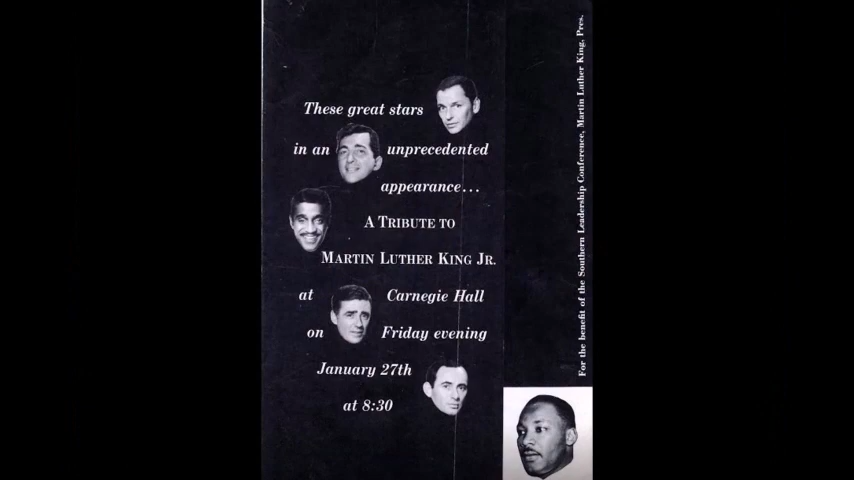 These great stars
in an unprecedented
appearance...
A TRIBUTE TO
MARTIN LUTHER KING JR.
at Carnegie Hall
on Friday evening
January 27th
at 8:30
For the benefit of the Southern Leadership Conference, Martin Luther King, Pres.